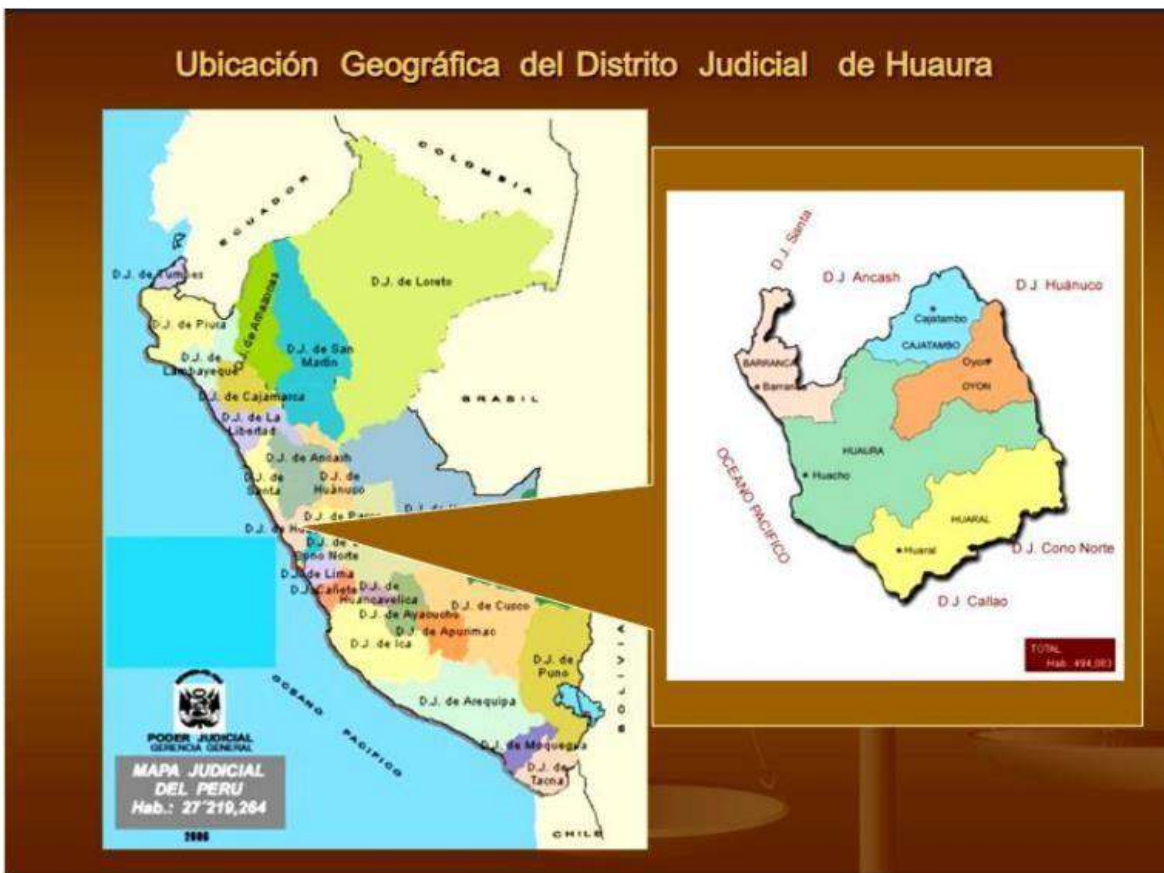 Ubicación Geográfica del Distrito Judicial de Huaura
COLOMBIA
ECUADOR
D.J. de Tumbes
D.J. de Loreto
D.J. de Amazonas
D.J. de Piura
D.J. de San
Martin
D.J. de
Lambayeque
D.J. de Cajamarca
BRASIL
D.J. de La
Libertad
D.J. de Ancash
D.J. de
Santa
D.J. de
Huánuco
D.J. de Pasco
D.J. de
Cono Norte
D.J. de Lima
D.J. Cañete
D.J. de
Huancavelica
D.J. de Cusco
D.J. de Ayacucho
D.J. de Apurimac
D.J. de Ica
D.J. de
Puno
D.J. de Arequipa
D.J. de Moquegua
D.J. de
Tacna
OCEANO PACIFICO
CHILE
PODER JUDICIAL
GERENCIA GENERAL
MAPA JUDICIAL
DEL PERU
Hab.: 27´219,264
2006
D.J. Santa
D.J. Ancash
D.J. Huánuco
Cajatambo
CAJATAMBO
BARRANCA
Barranca
Oyon
OYON
HUAURA
Huacho
OCEANO PACIFICO
HUARAL
Huaral
D.J. Cono Norte
D.J. Callao
TOTAL